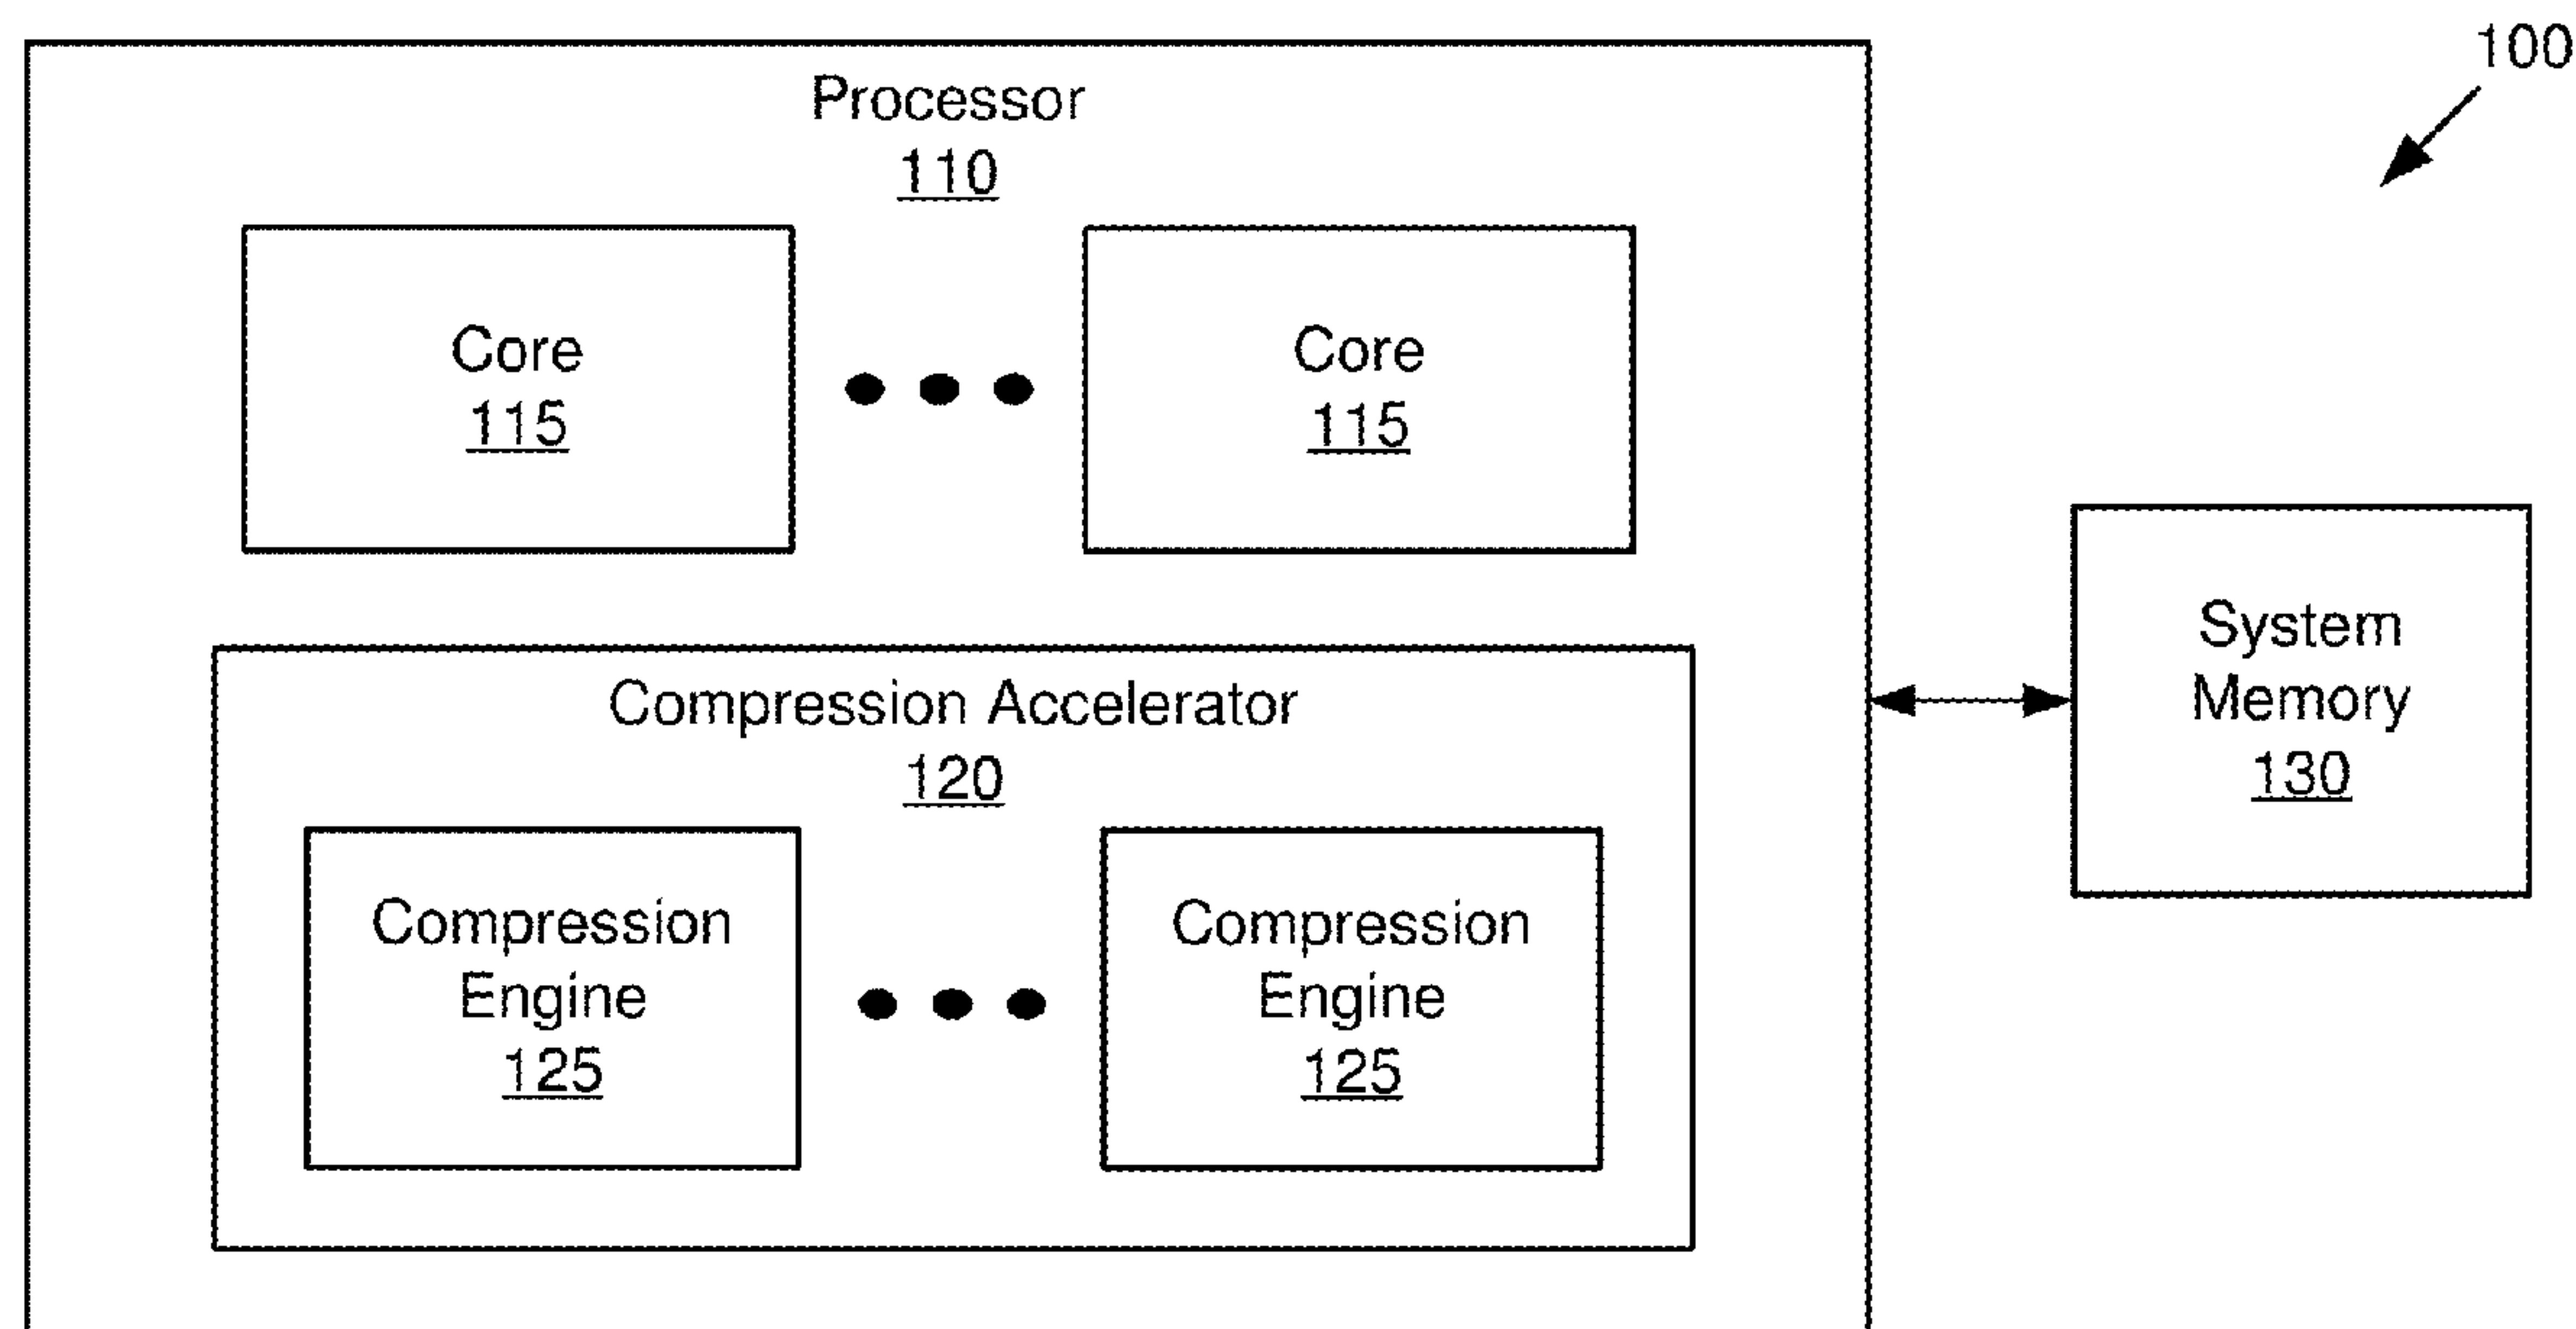 100
Processor
110
Core
115
Core
115
Compression Accelerator
120
Compression
Engine
125
Compression
Engine
125
System
Memory
130